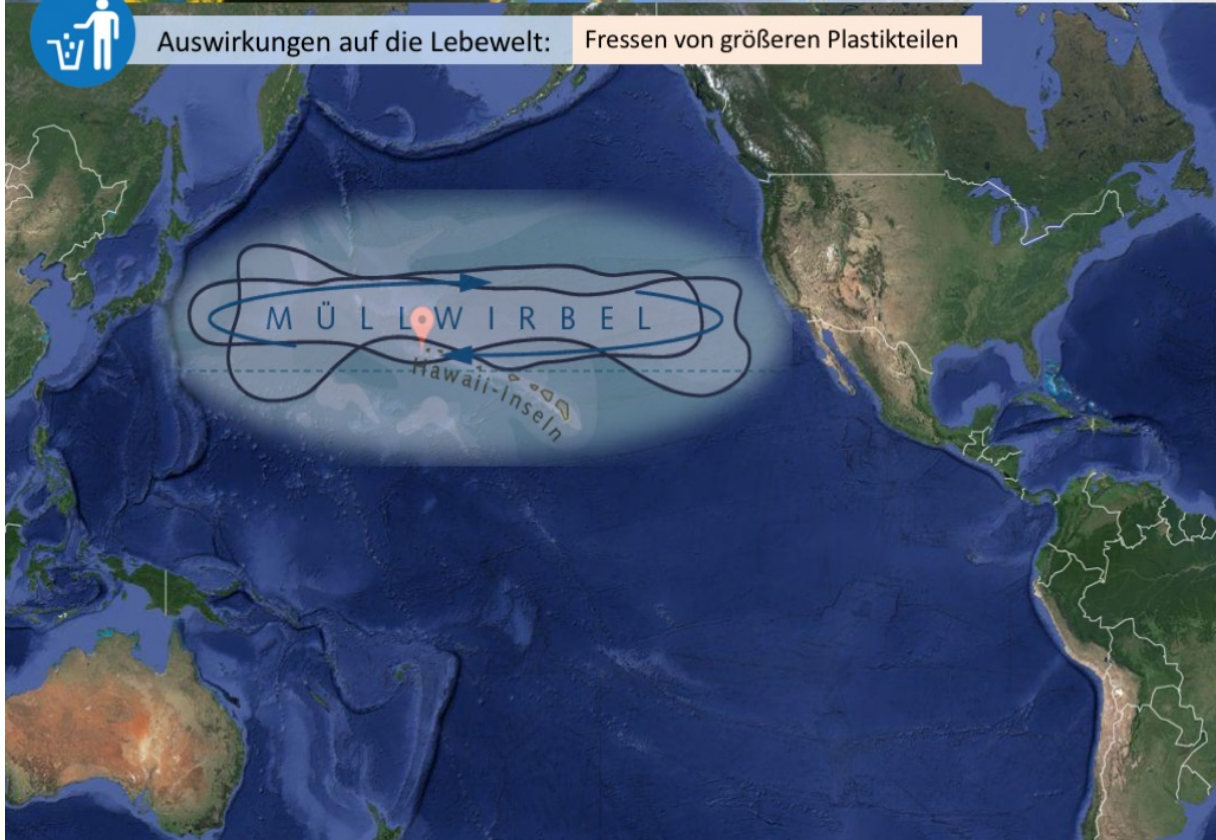 Auswirkungen auf die Lebewelt:
Fressen von größeren Plastikteilen
MÜLLWIRBEL
Hawaii-Inseln